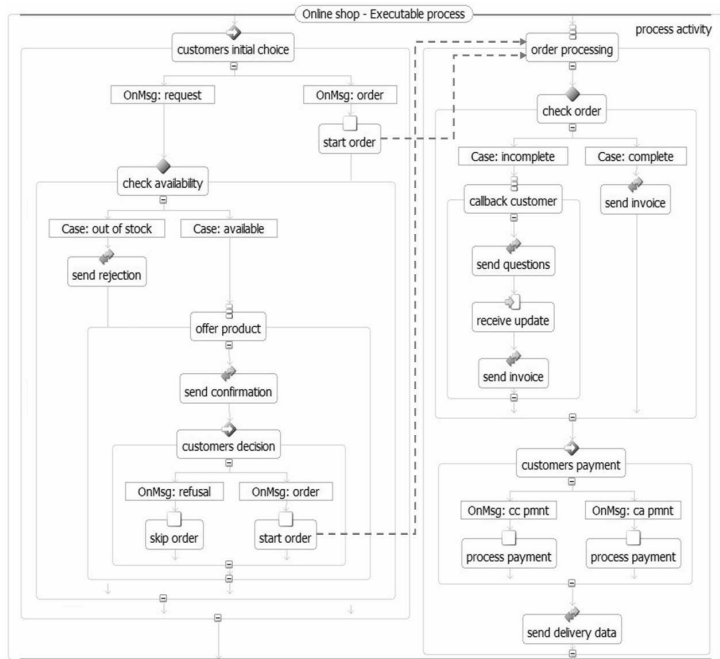 Online shop - Executable process
process activity
customers initial choice
OnMsg: request
OnMsg: order
start order
check availability
Case: out of stock
Case: available
send rejection
offer product
send confirmation
customers decision
OnMsg: refusal
OnMsg: order
skip order
start order
order processing
check order
Case: incomplete
Case: complete
callback customer
send invoice
send questions
receive update
send invoice
customers payment
OnMsg: cc pmnt
OnMsg: ca pmnt
process payment
process payment
send delivery data